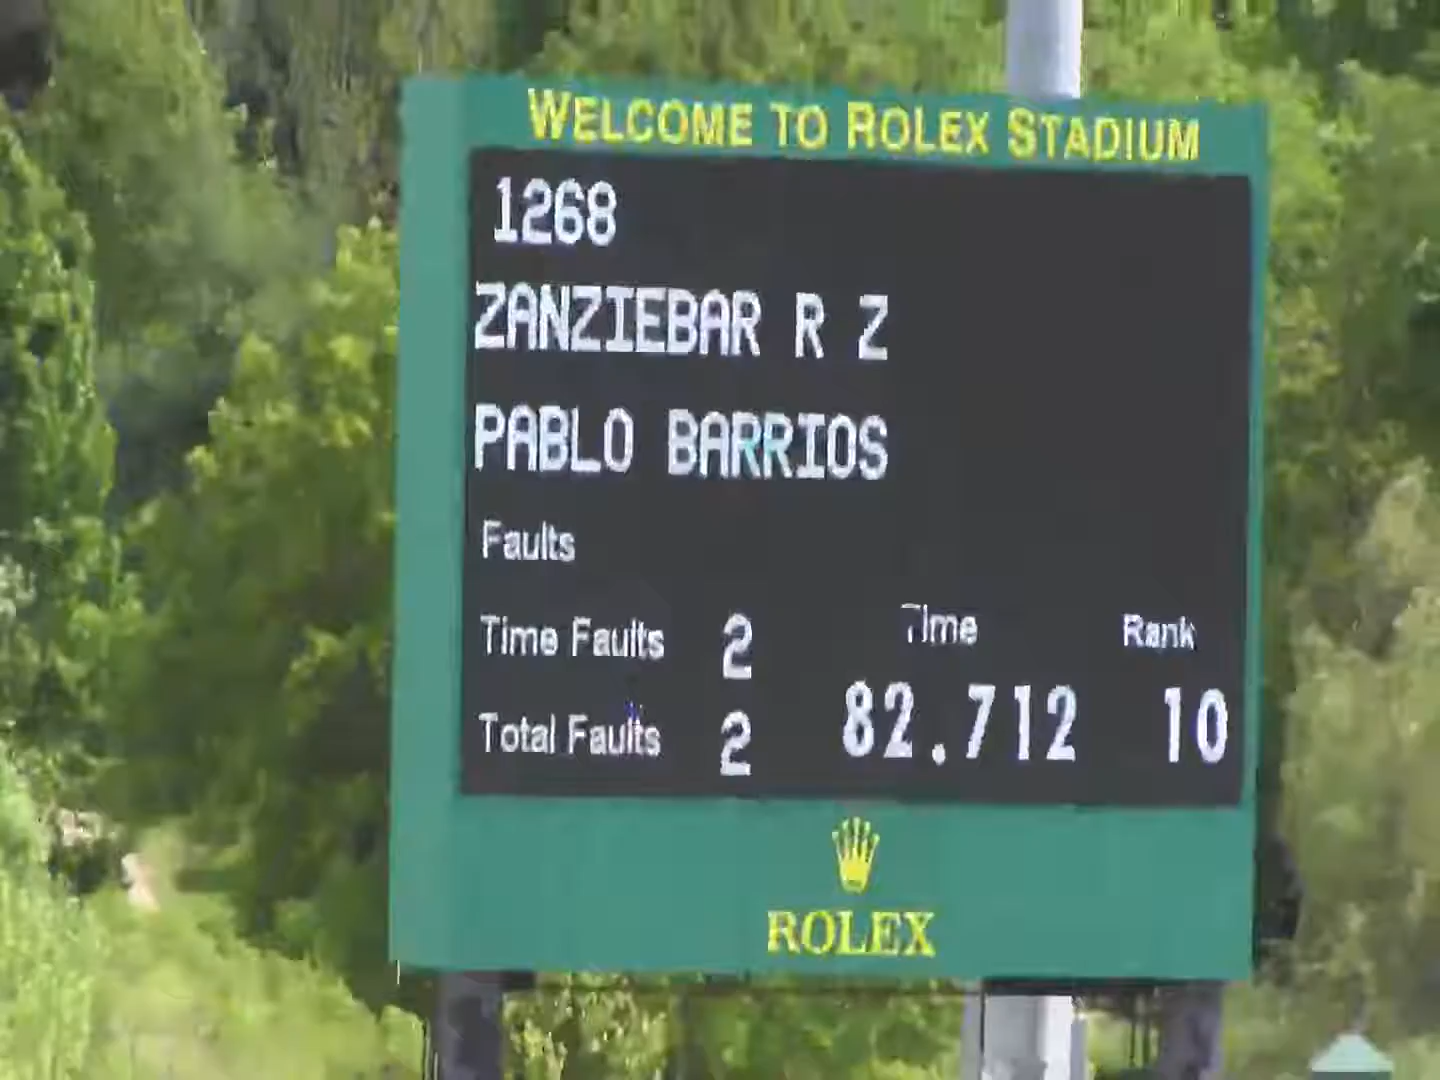 WELCOME TO ROLEX STADIUM
1268
ZANZIEBAR R Z
PABLO BARRIOS
Faults
Time Faults 2 Time Rank
Total Faults 2 82.712 10
ROLEX